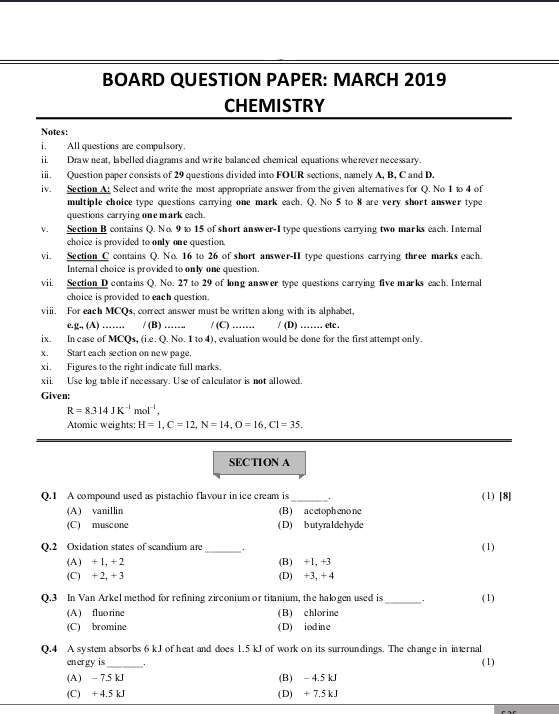 BOARD QUESTION PAPER: MARCH 2019
CHEMISTRY
Notes:
i. All questions are compulsory.
ii. Draw neat, labelled diagrams and write balanced chemical equations wherever necessary.
iii. Question paper consists of 29 questions divided into FOUR sections, namely A, B, C and D.
iv. Section A: Select and write the most appropriate answer from the given alternatives for Q. No 1 to 4 of
multiple choice type questions carrying one mark each. Q. No 5 to 8 are very short answer type
questions carrying one mark each.
v. Section B contains Q. No. 9 to 15 of short answer-I type questions carrying two marks each. Internal
choice is provided to only one question.
vi. Section C contains Q. No. 16 to 26 of short answer-II type questions carrying three marks each.
Internal choice is provided to only one question.
vii. Section D contains Q. No. 27 to 29 of long answer type questions carrying five marks each. Internal
choice is provided to each question.
viii. For each MCQs, correct answer must be written along with its alphabet,
e.g., (A) ....... / (B) ....... / (C) ....... / (D) ....... etc.
ix. In case of MCQs, (i.e. Q. No. 1 to 4), evaluation would be done for the first attempt only.
x. Start each section on new page.
xi. Figures to the right indicate full marks.
xii. Use log table if necessary. Use of calculator is not allowed.
Given:
R = 8.314 J K⁻¹ mol⁻¹,
Atomic weights: H = 1, C = 12, N = 14, O = 16, Cl = 35.
SECTION A
Q.1 A compound used as pistachio flavour in ice cream is _______. (1) [8]
(A) vanillin (B) acetophenone
(C) muscone (D) butyraldehyde
Q.2 Oxidation states of scandium are _______. (1)
(A) + 1, + 2 (B) +1, +3
(C) + 2, + 3 (D) +3, + 4
Q.3 In Van Arkel method for refining zirconium or titanium, the halogen used is _______. (1)
(A) fluorine (B) chlorine
(C) bromine (D) iodine
Q.4 A system absorbs 6 kJ of heat and does 1.5 kJ of work on its surroundings. The change in internal
energy is _______. (1)
(A) – 7.5 kJ (B) – 4.5 kJ
(C) + 4.5 kJ (D) + 7.5 kJ